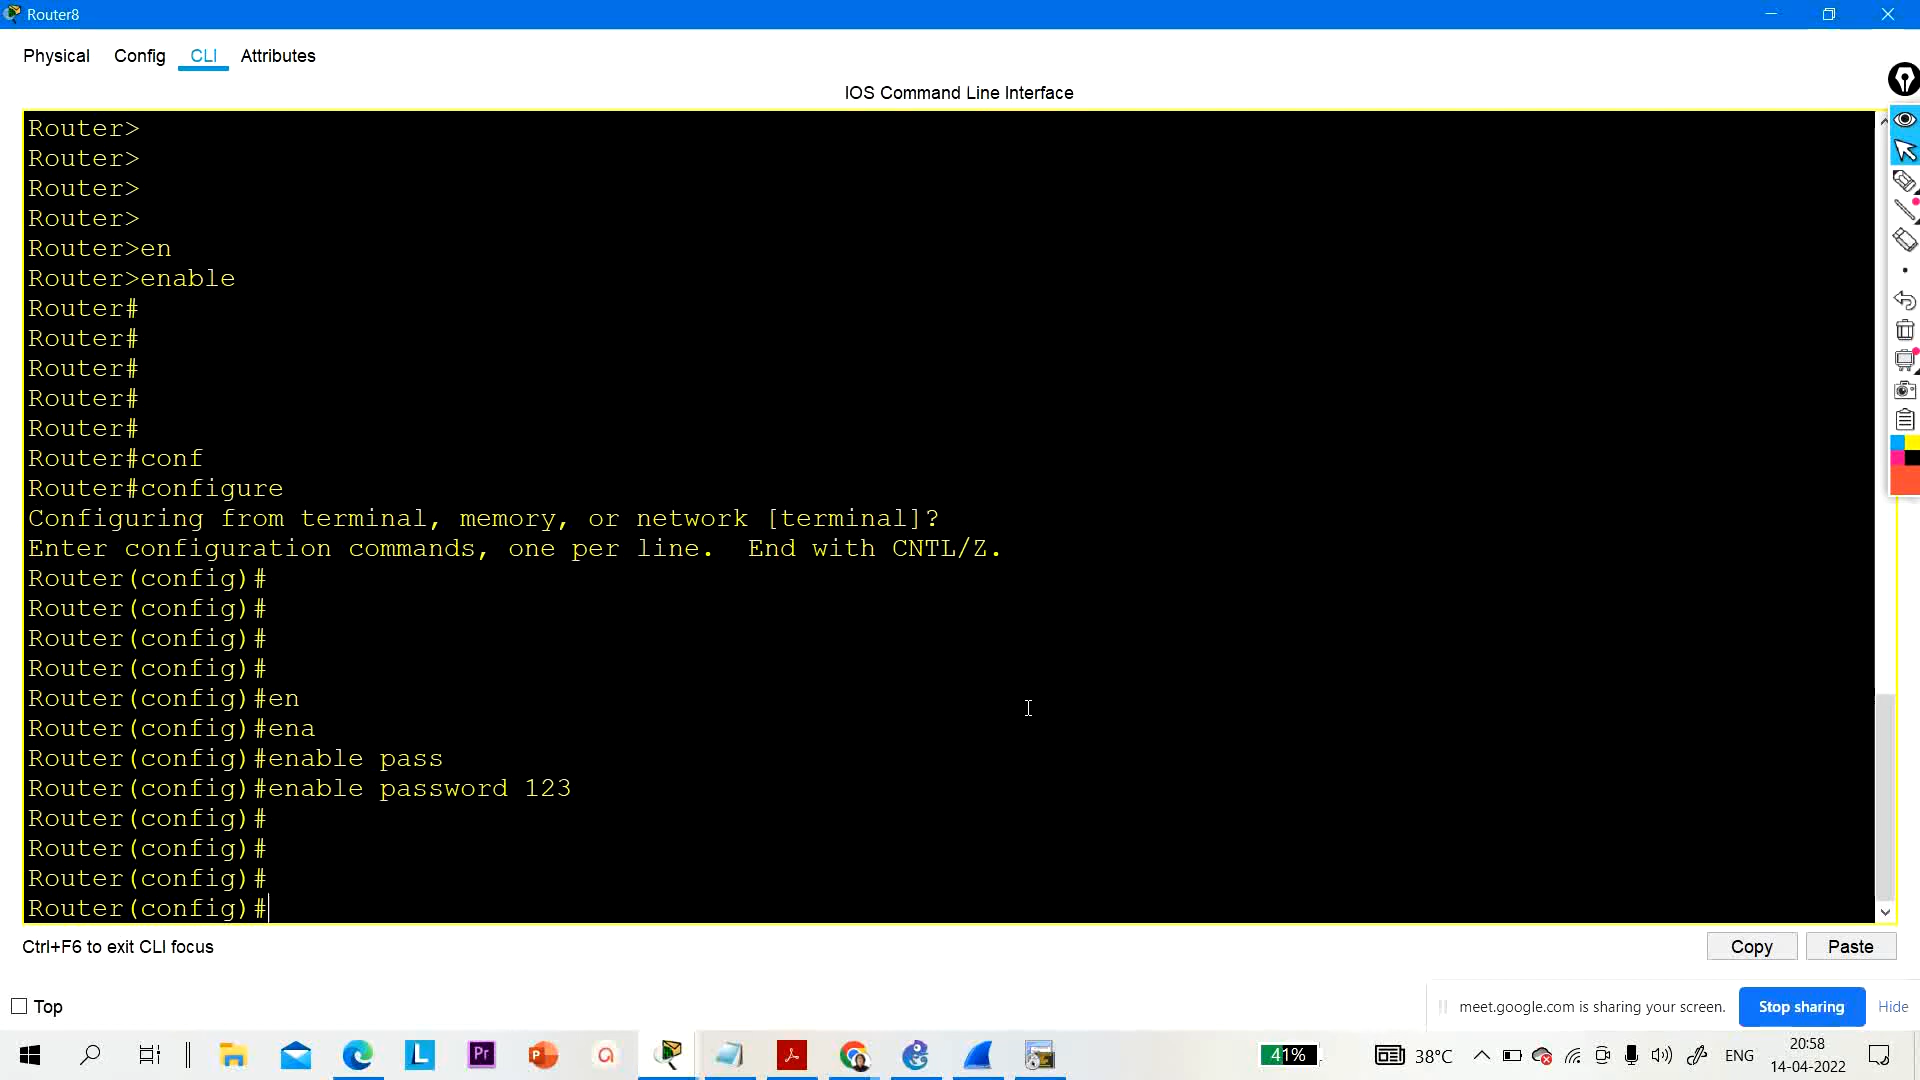 Router8
Physical Config CLI Attributes
IOS Command Line Interface
Router>
Router>
Router>
Router>
Router>en
Router>enable
Router#
Router#
Router#
Router#
Router#
Router#conf
Router#configure
Configuring from terminal, memory, or network [terminal]?
Enter configuration commands, one per line.  End with CNTL/Z.
Router(config)#
Router(config)#
Router(config)#
Router(config)#
Router(config)#en
Router(config)#ena
Router(config)#enable pass
Router(config)#enable password 123
Router(config)#
Router(config)#
Router(config)#
Router(config)#
Ctrl+F6 to exit CLI focus
Copy Paste
Top
meet.google.com is sharing your screen. Stop sharing Hide
L Pr P a
41% 38°C ENG
20:58
14-04-2022